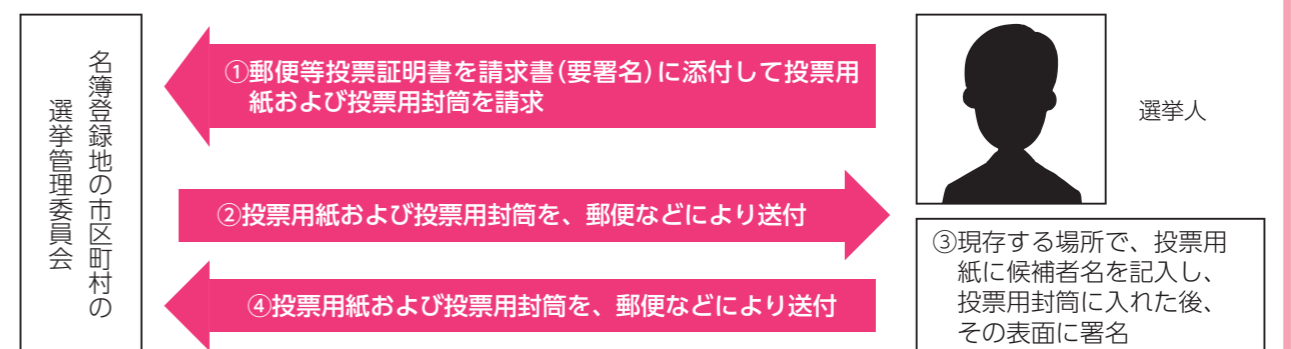 名簿登録地の市区町村の
選挙管理委員会
①郵便等投票証明書を請求書(要署名)に添付して投票用
紙および投票用封筒を請求
選挙人
②投票用紙および投票用封筒を、郵便などにより送付
③現存する場所で、投票用
紙に候補者名を記入し、
投票用封筒に入れた後、
その表面に署名
④投票用紙および投票用封筒を、郵便などにより送付